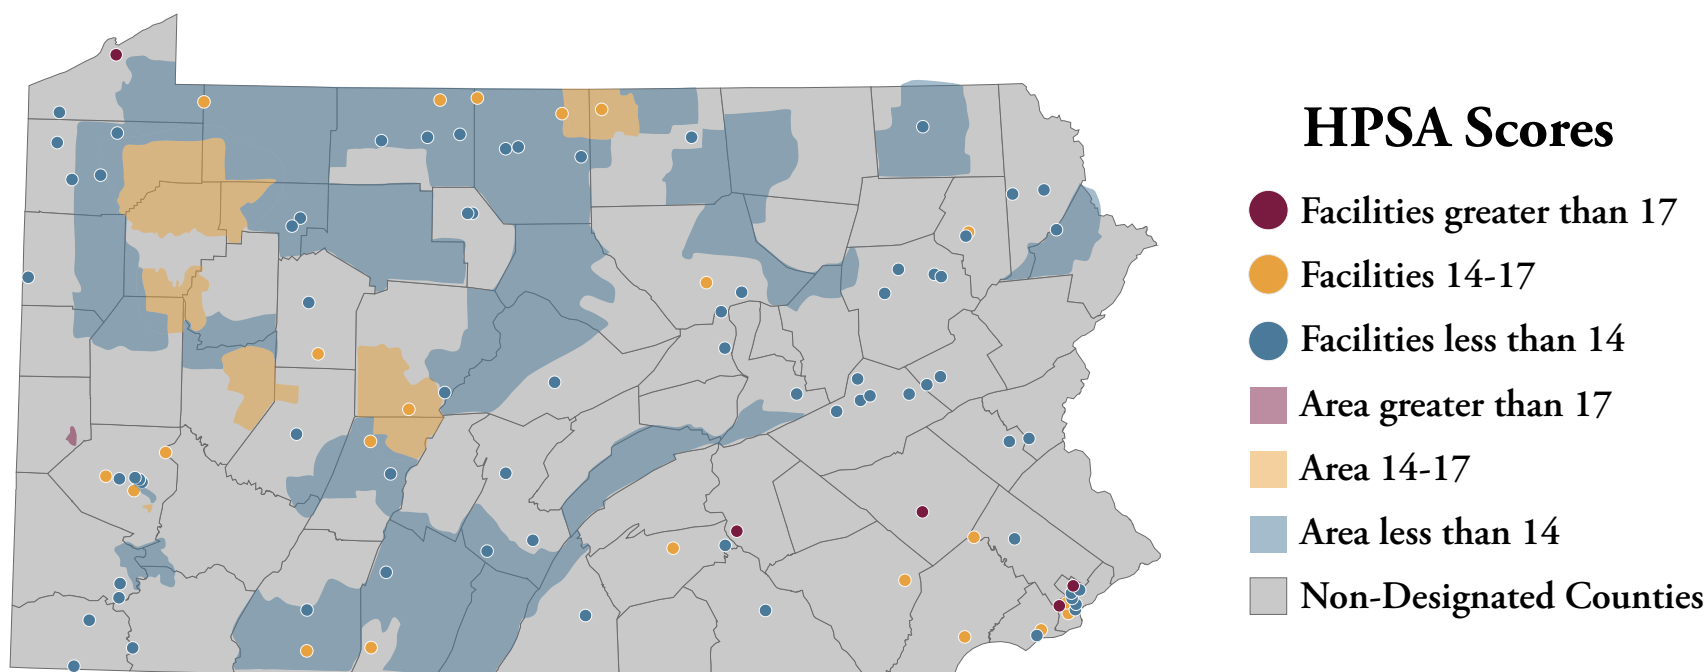 HPSA Scores
Facilities greater than 17
Facilities 14-17
Facilities less than 14
Area greater than 17
Area 14-17
Area less than 14
Non-Designated Counties